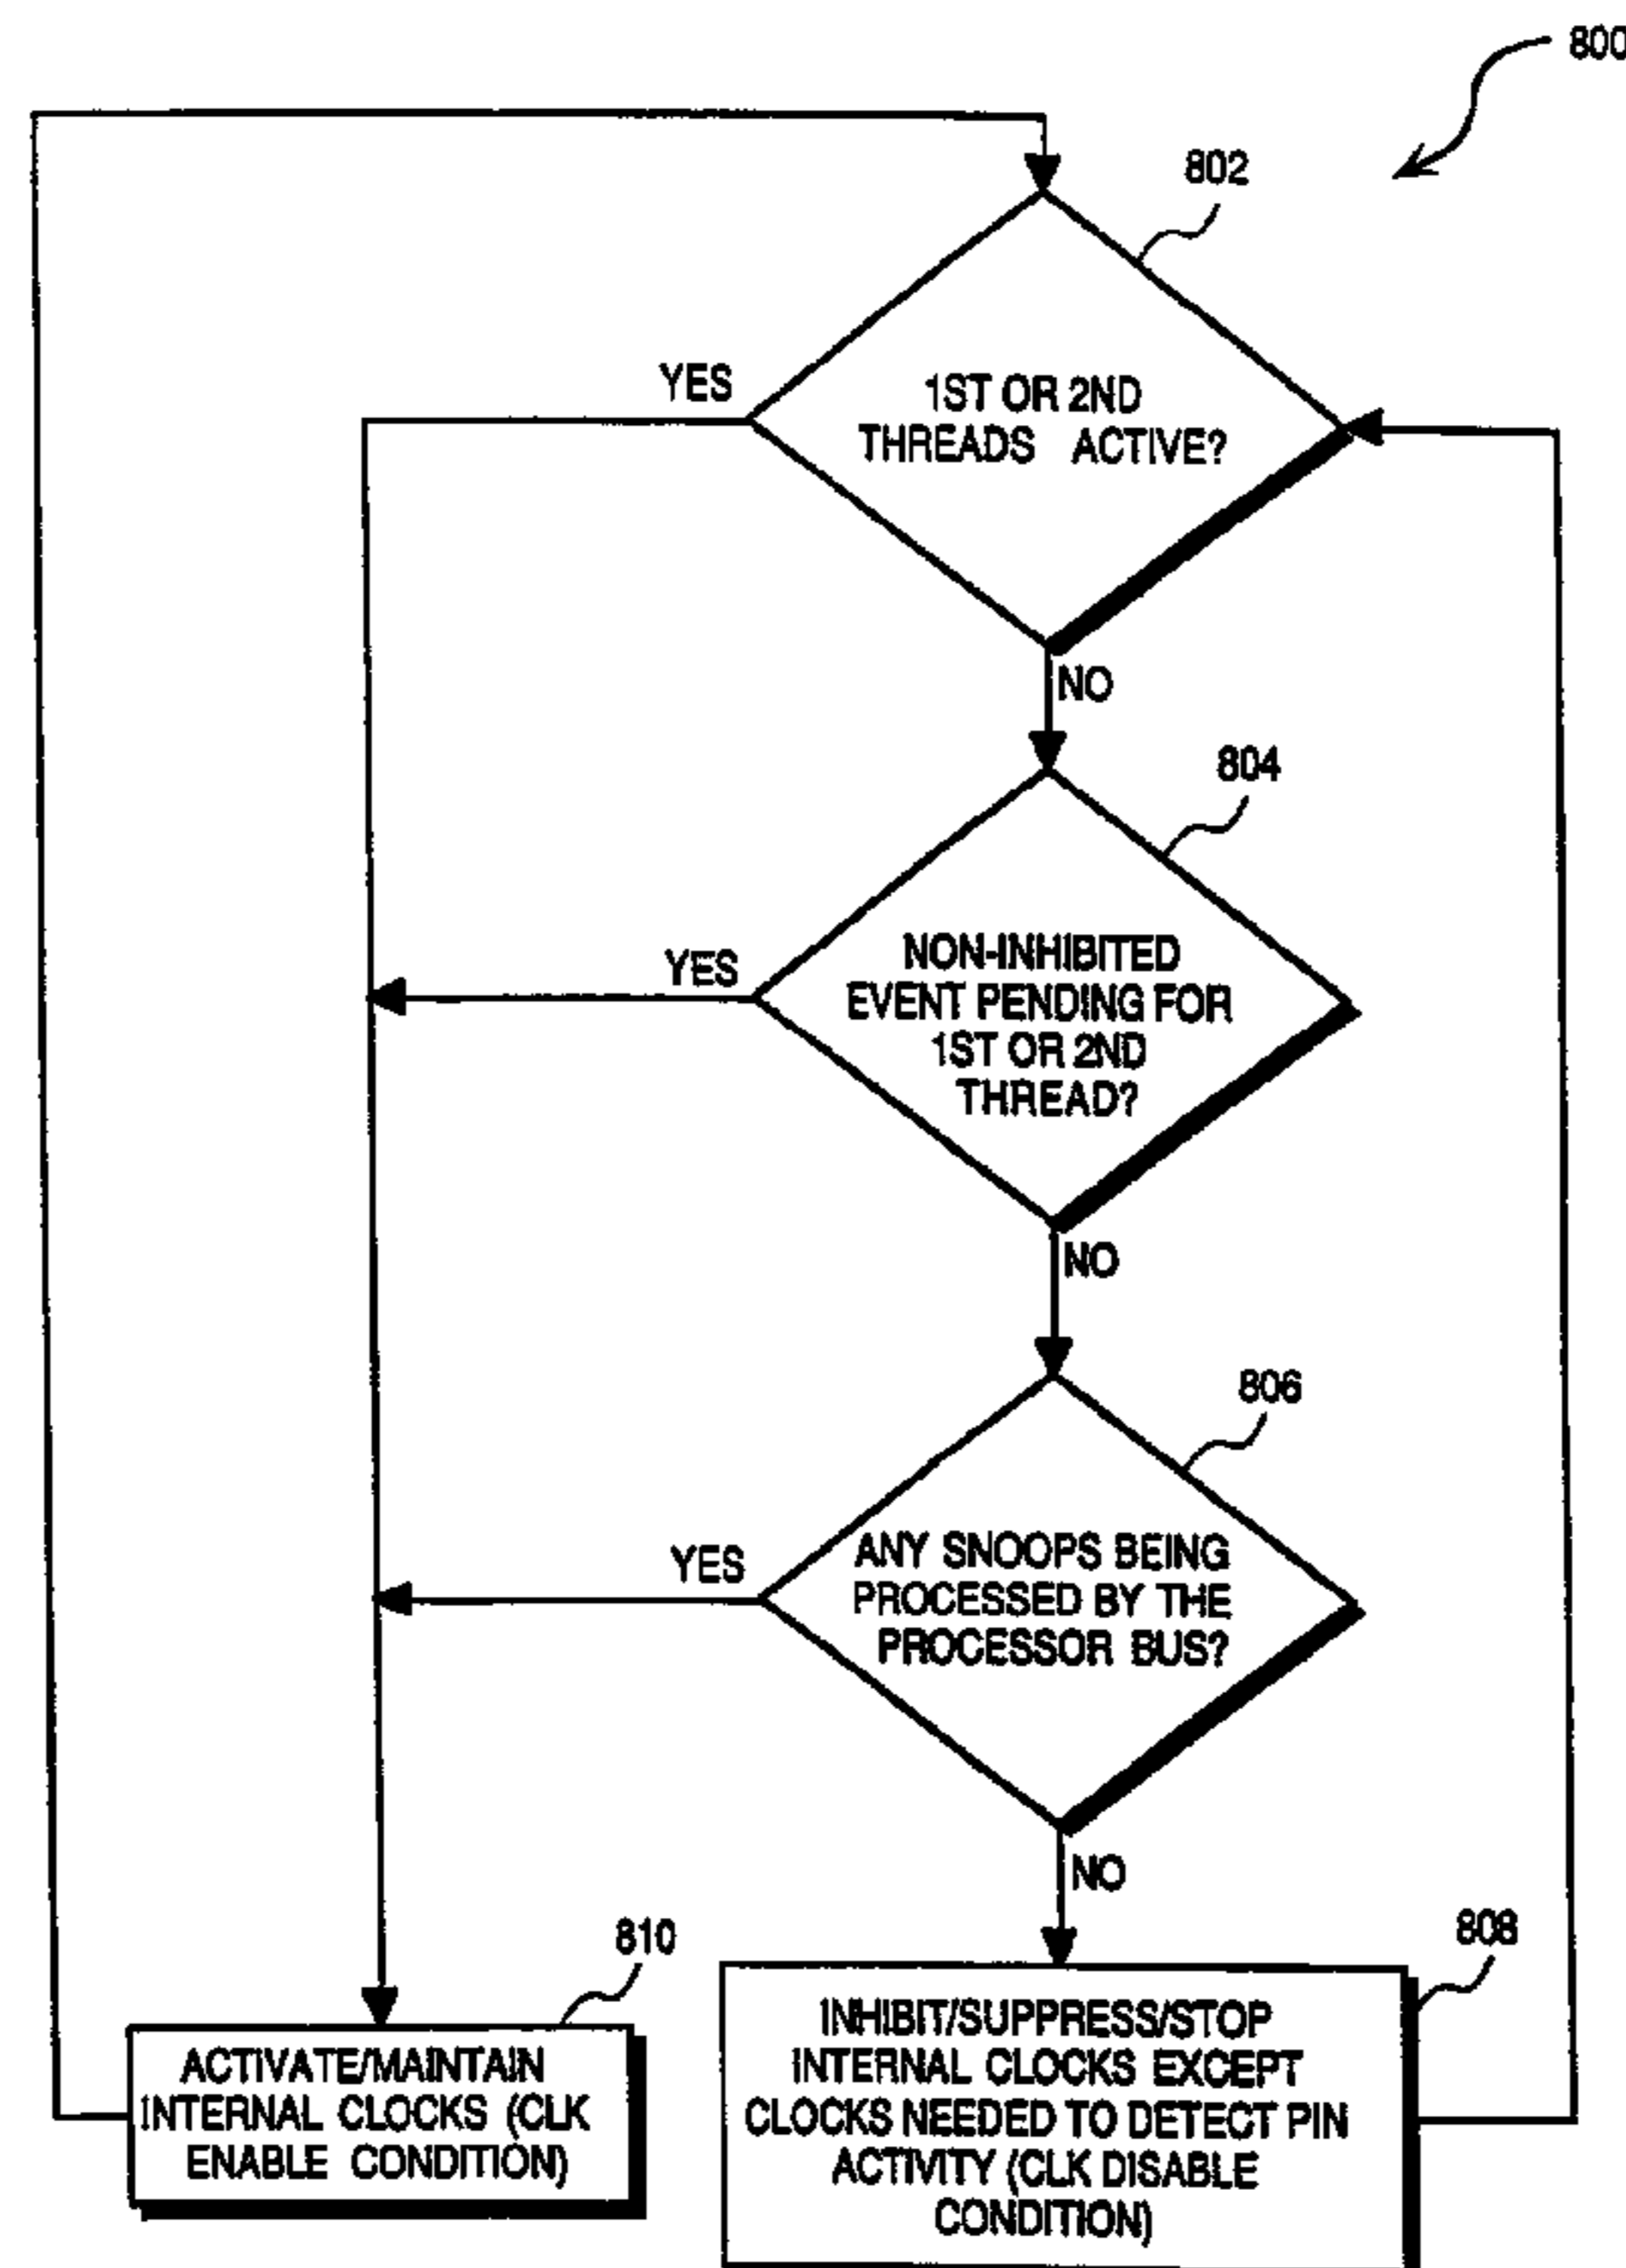 800
802
YES
1ST OR 2ND
THREADS ACTIVE?
NO
804
YES
NON-INHIBITED
EVENT PENDING FOR
1ST OR 2ND
THREAD?
NO
806
YES
ANY SNOOPS BEING
PROCESSED BY THE
PROCESSOR BUS?
NO
810
808
ACTIVATE/MAINTAIN
INTERNAL CLOCKS (CLK
ENABLE CONDITION)
INHIBIT/SUPPRESS/STOP
INTERNAL CLOCKS EXCEPT
CLOCKS NEEDED TO DETECT PIN
ACTIVITY (CLK DISABLE
CONDITION)